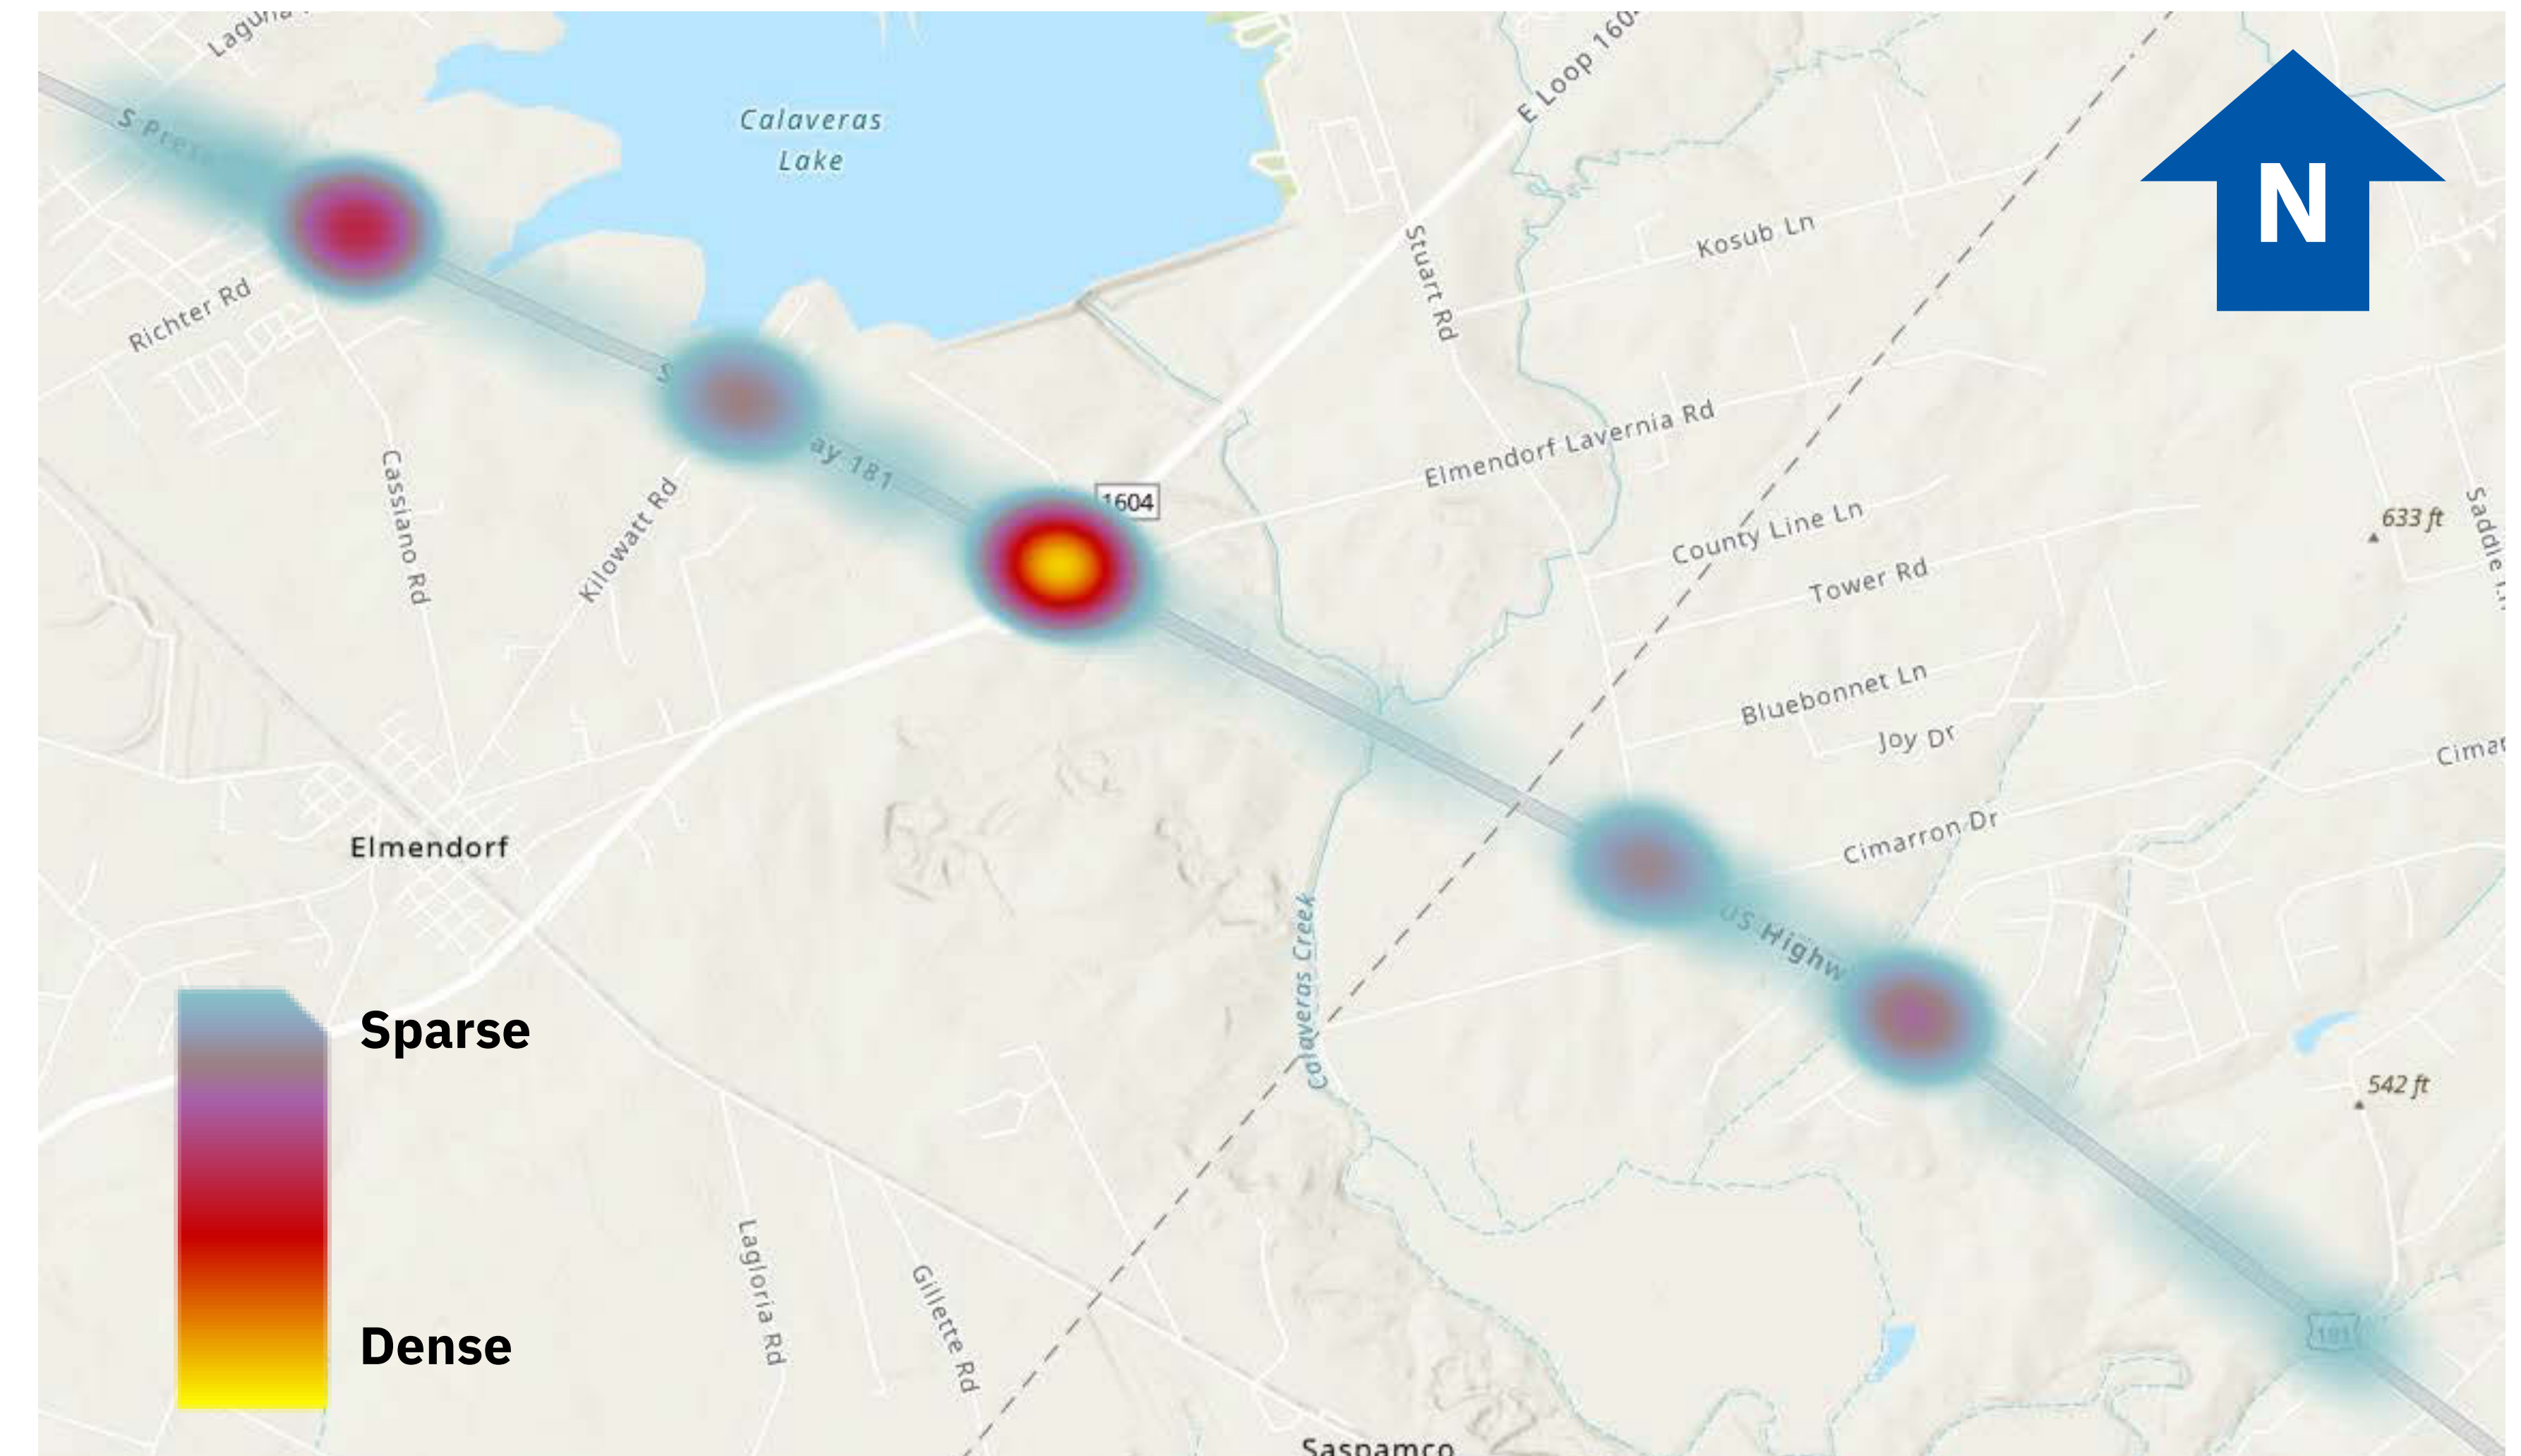 E Loop 160
N
Calaveras
Lake
Kosub Ln
Stuart Rd
Richter Rd
Elmendorf Lavernia Rd
ay 181
Cassiano Rd
Kilowatt Rd
1604
County Line Ln
633 ft
Tower Rd
Bluebonnet Ln
Joy Dr
Cimarron Dr
Elmendorf
US Highw
Calaveras Creek
Sparse
542 ft
Dense
Lagloria Rd
Gillette Rd
181
Saspamco